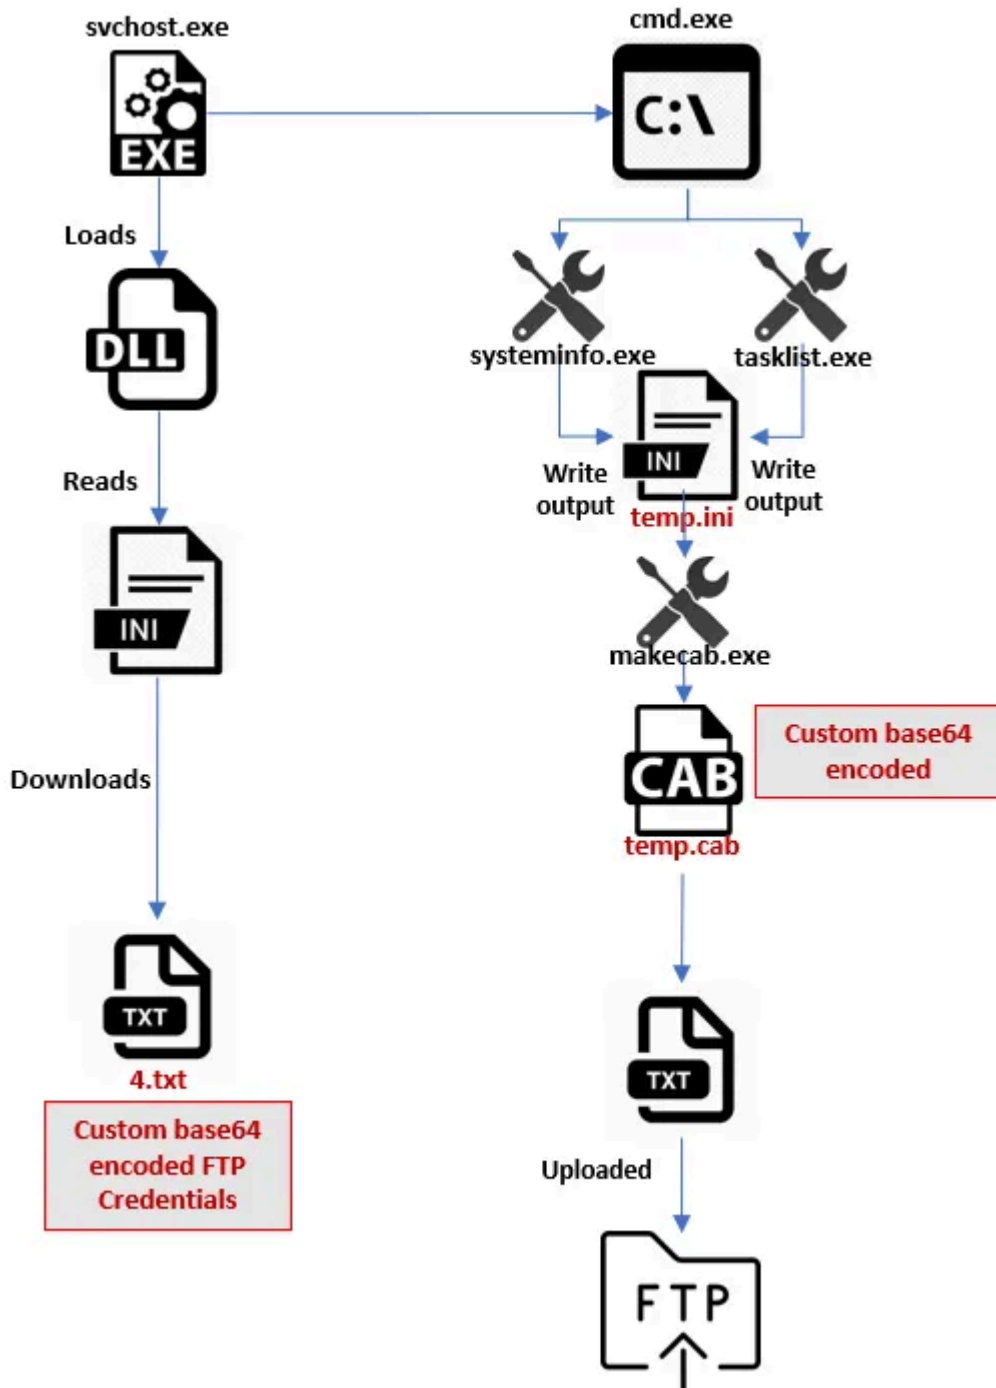 svchost.exe
cmd.exe
EXE
C:\
Loads
DLL
systeminfo.exe
tasklist.exe
Reads
INI
Write
output
Write
output
temp.ini
INI
makecab.exe
Downloads
CAB
Custom base64
encoded
temp.cab
TXT
4.txt
Custom base64
encoded FTP
Credentials
TXT
Uploaded
FTP